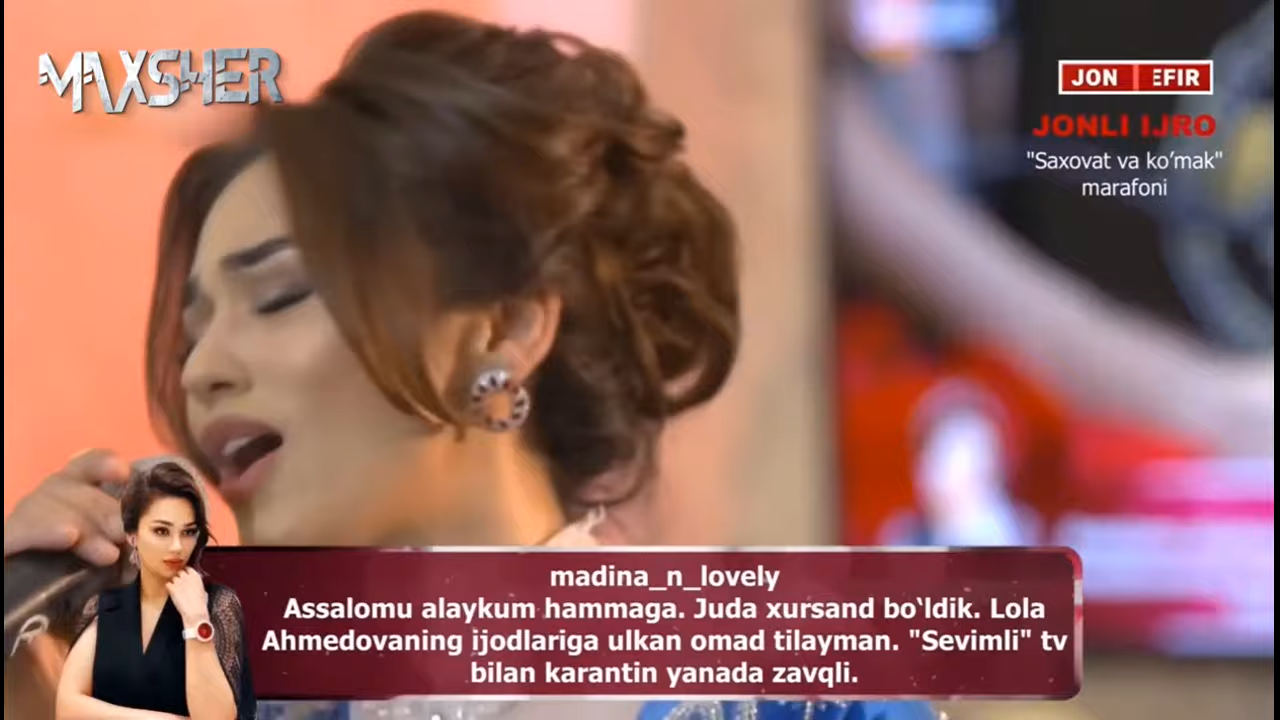 MAXSHER
JON EFIR
JONLI IJRO
"Saxovat va ko‘mak"
marafoni
madina_n_lovely
Assalomu alaykum hammaga. Juda xursand bo‘ldik. Lola
Ahmedovaning ijodlariga ulkan omad tilayman. "Sevimli" tv
bilan karantin yanada zavqli.